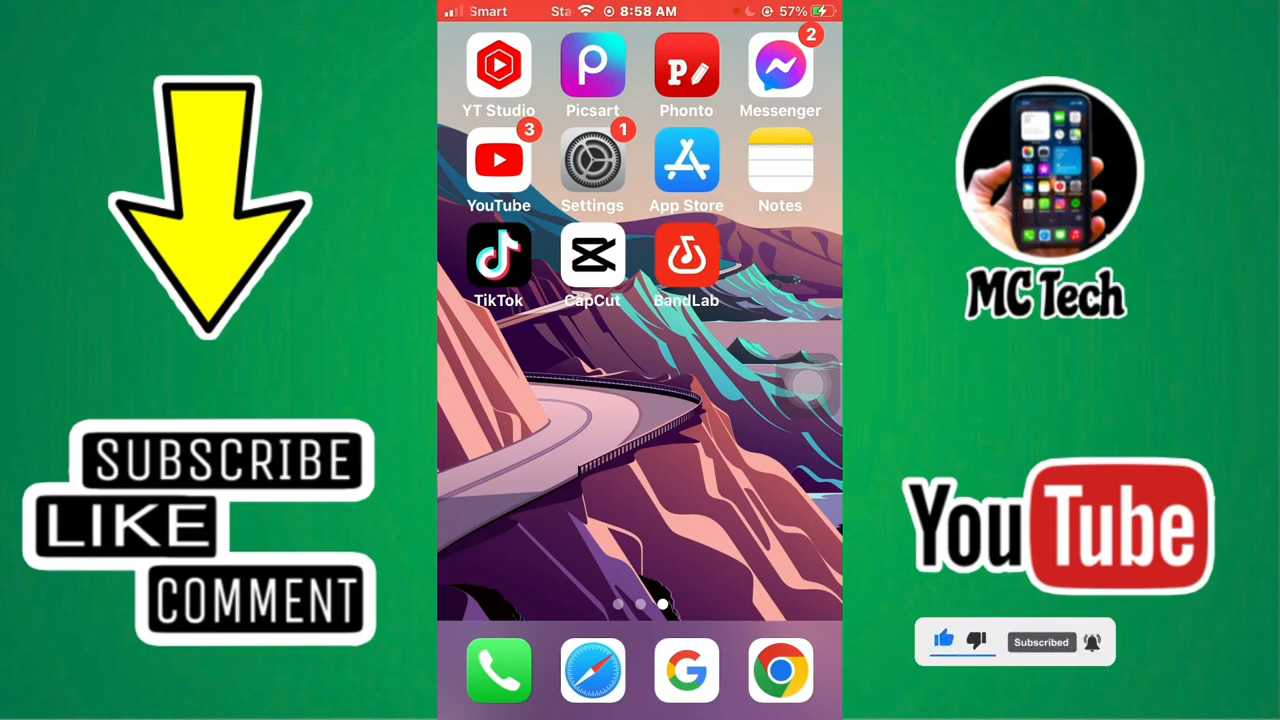 Smart Sta 8:58 AM 57%
2
YT Studio Picsart Phonto Messenger
3 1
YouTube Settings App Store Notes
TikTok CapCut BandLab
MC Tech
SUBSCRIBE
LIKE
COMMENT
YouTube
Subscribed